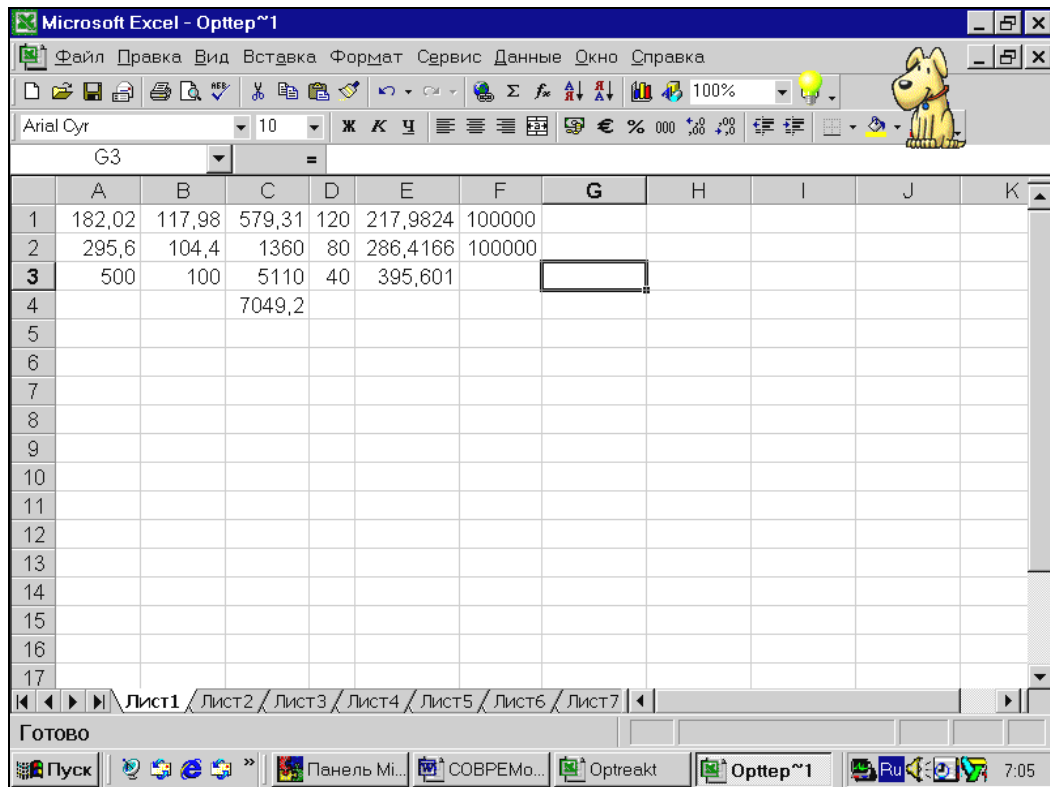 Microsoft Excel - Opttep~1
Файл Правка Вид Вставка Формат Сервис Данные Окно Справка
100%
Arial Cyr 10 Ж К Ч € % 000
G3 =
A B C D E F G H I J K
1 182,02 117,98 579,31 120 217,9824 100000
2 295,6 104,4 1360 80 286,4166 100000
3 500 100 5110 40 395,601
4 7049,2
5
6
7
8
9
10
11
12
13
14
15
16
17
Лист1 Лист2 Лист3 Лист4 Лист5 Лист6 Лист7
Готово
Пуск » Панель Mi... СОВРЕМо... Optreakt Opttep~1 Ru 7:05